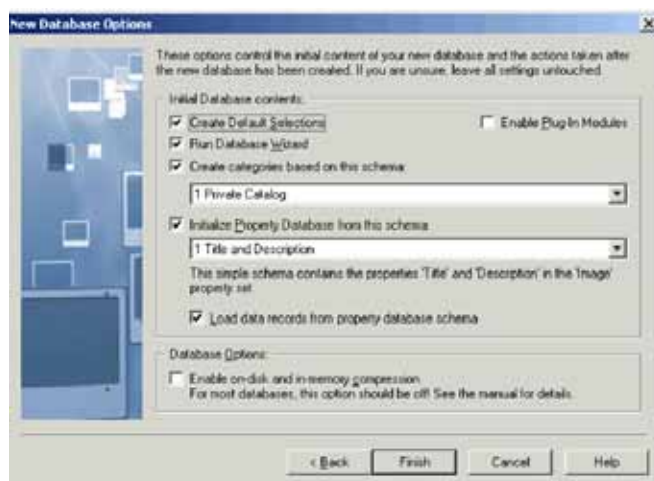 New Database Options
These options control the initial content of your new database and the actions taken after
the new database has been created. If you are unsure, leave all settings untouched.
Initial Database contents:
Create Default Selections
Enable Plug-In Modules
Run Database Wizard
Create categories based on this schema:
1 Private Catalog
Initialize Property Database from this schema
1 Title and Description
This simple schema contains the properties 'Title' and 'Description' in the 'Image'
property set
Load data records from property database schema
Database Options:
Enable on-disk and in-memory compression
For most databases, this option should be off! See the manual for details.
< Back
Finish
Cancel
Help